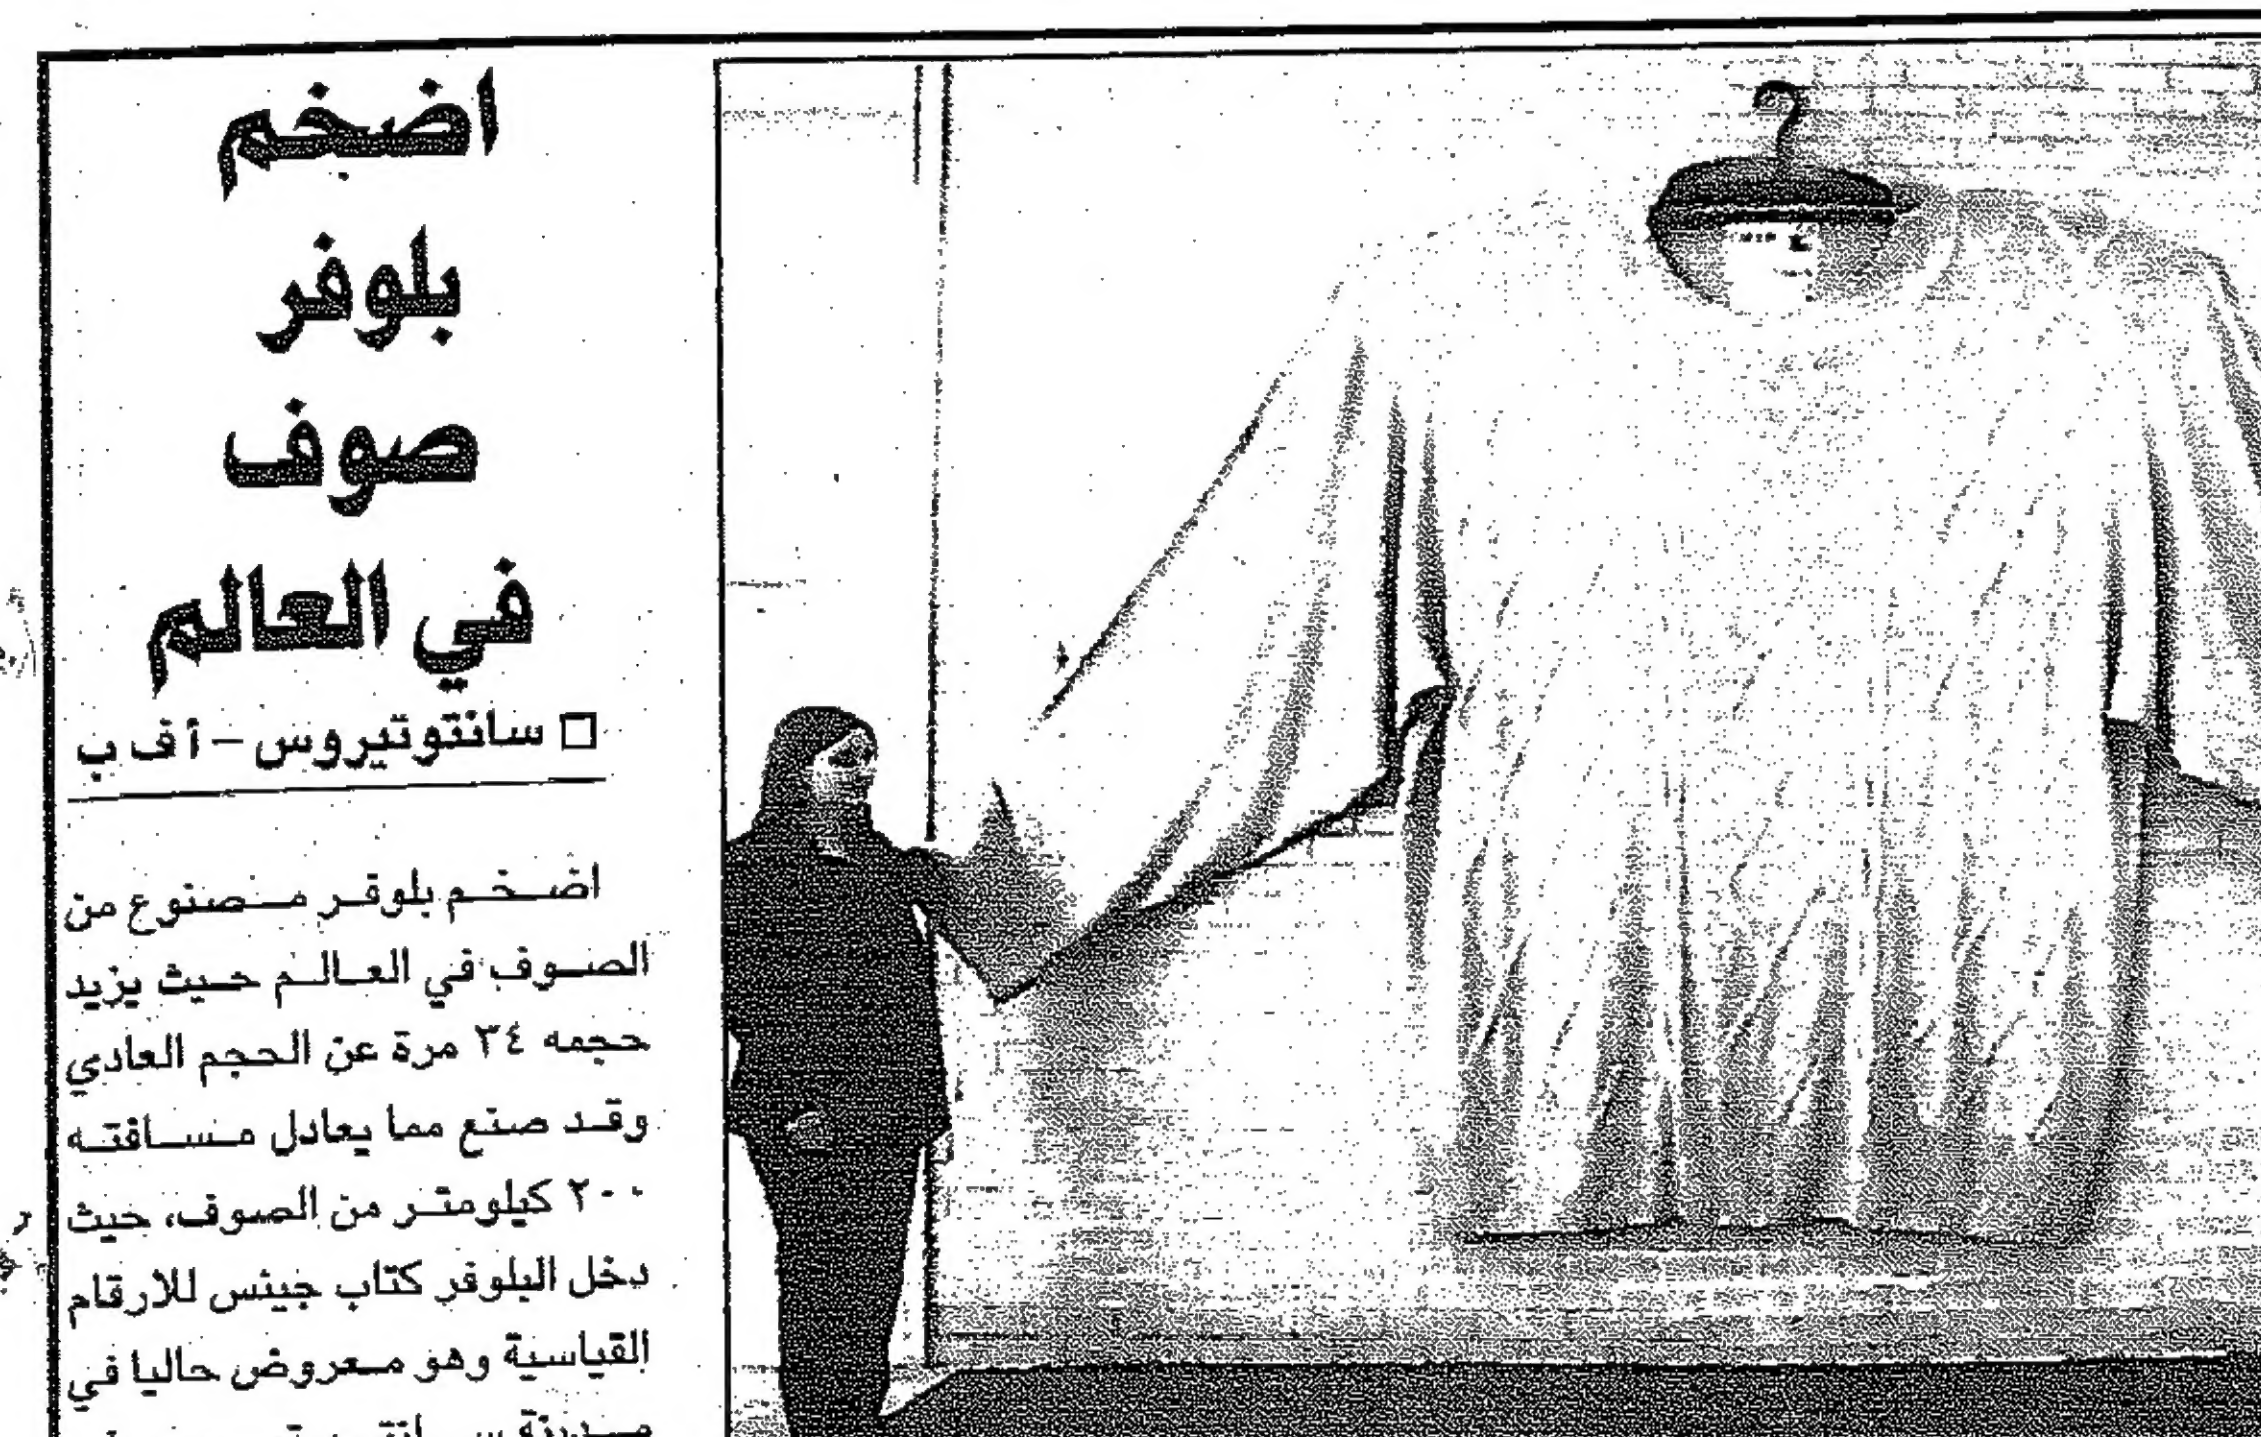 اضخم
بلوفر
صوف
في العالم
□ سانتوتيروس – أ ف ب
اضخم بلوفر مصنوع من
الصوف في العالم حيث يزيد
حجمه ٣٤ مرة عن الحجم العادي
وقد صنع مما يعادل مسافته
٢٠٠ كيلومتر من الصوف، حيث
دخل البلوفر كتاب جينس للارقام
القياسية وهو معروض حاليا في
مدينة